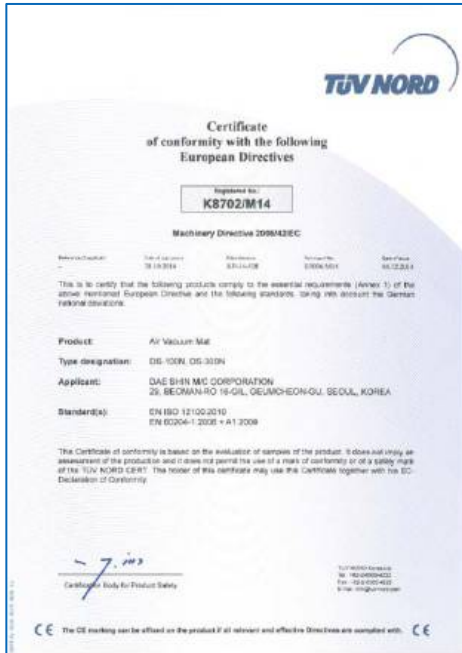 TÜV NORD
Certificate
of conformity with the following
European Directives
Registered No.:
K8702/M14
Machinery Directive 2006/42/EC
This is to certify that the following products comply to the essential requirements (Annex 1) of the
above mentioned European Directive and the following standards, taking into account the German
national deviations.
Product: Air Vacuum Mat
Type designation: DS-100N, DS-300N
Applicant: DAE SHIN M/C CORPORATION
29, BEOMAN-RO 16-GIL, GEUMCHEON-GU, SEOUL, KOREA
Standard(s): EN ISO 12100:2010
EN 60204-1:2006 + A1:2009
This Certificate of conformity is based on the evaluation of samples of the product. It does not imply an
assessment of the production and it does not permit the use of a mark of conformity or of a safety mark
of the TÜV NORD CERT. The holder of this certificate may use this Certificate together with his EC-
Declaration of Conformity.
Certification Body for Product Safety
CE The CE marking can be affixed on the product if all relevant and effective Directives are complied with. CE